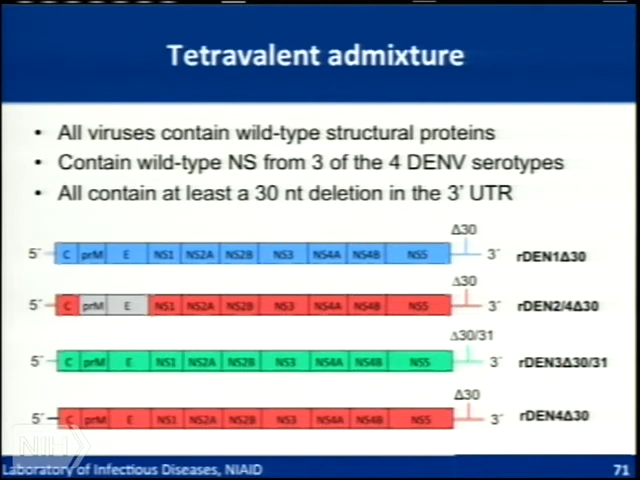 Tetravalent admixture
• All viruses contain wild-type structural proteins
• Contain wild-type NS from 3 of the 4 DENV serotypes
• All contain at least a 30 nt deletion in the 3' UTR
Δ30
5´ C prM E NS1 NS2A NS2B NS3 NS4A NS4B NS5 3´ rDEN1Δ30
Δ30
5´ C prM E NS1 NS2A NS2B NS3 NS4A NS4B NS5 3´ rDEN2/4Δ30
Δ30/31
5´ C prM E NS1 NS2A NS2B NS3 NS4A NS4B NS5 3´ rDEN3Δ30/31
Δ30
5´ C prM E NS1 NS2A NS2B NS3 NS4A NS4B NS5 3´ rDEN4Δ30
NIH
Laboratory of Infectious Diseases, NIAID 71